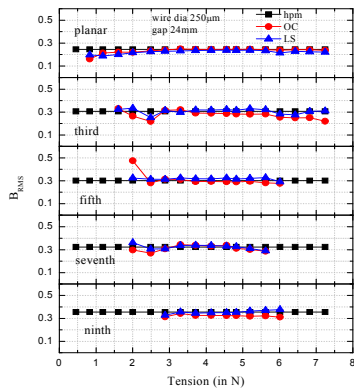 planar
wire dia 250μm
gap 24mm
hpm
OC
LS
0.5
0.3
0.1
third
0.5
0.3
0.1
fifth
0.5
0.3
0.1
seventh
0.5
0.3
0.1
ninth
0.5
0.3
0.1
B_RMS
0 1 2 3 4 5 6 7 8
Tension (in N)